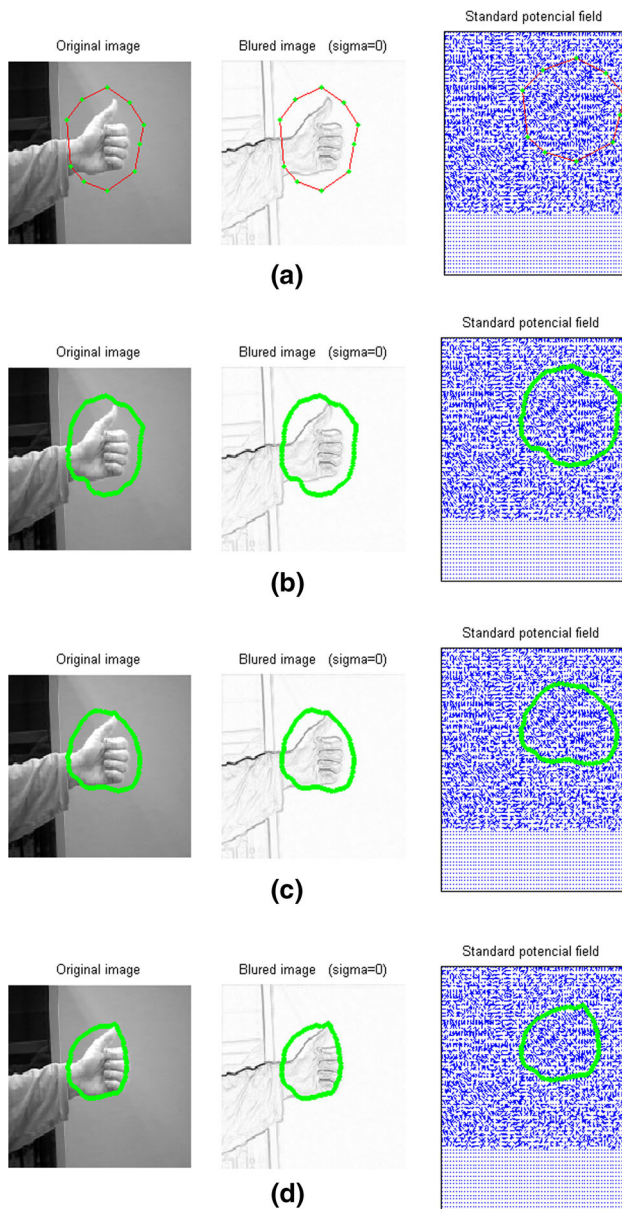 Original image
Blured image (sigma=0)
Standard potencial field
(a)
Original image
Blured image (sigma=0)
Standard potencial field
(b)
Original image
Blured image (sigma=0)
Standard potencial field
(c)
Original image
Blured image (sigma=0)
Standard potencial field
(d)